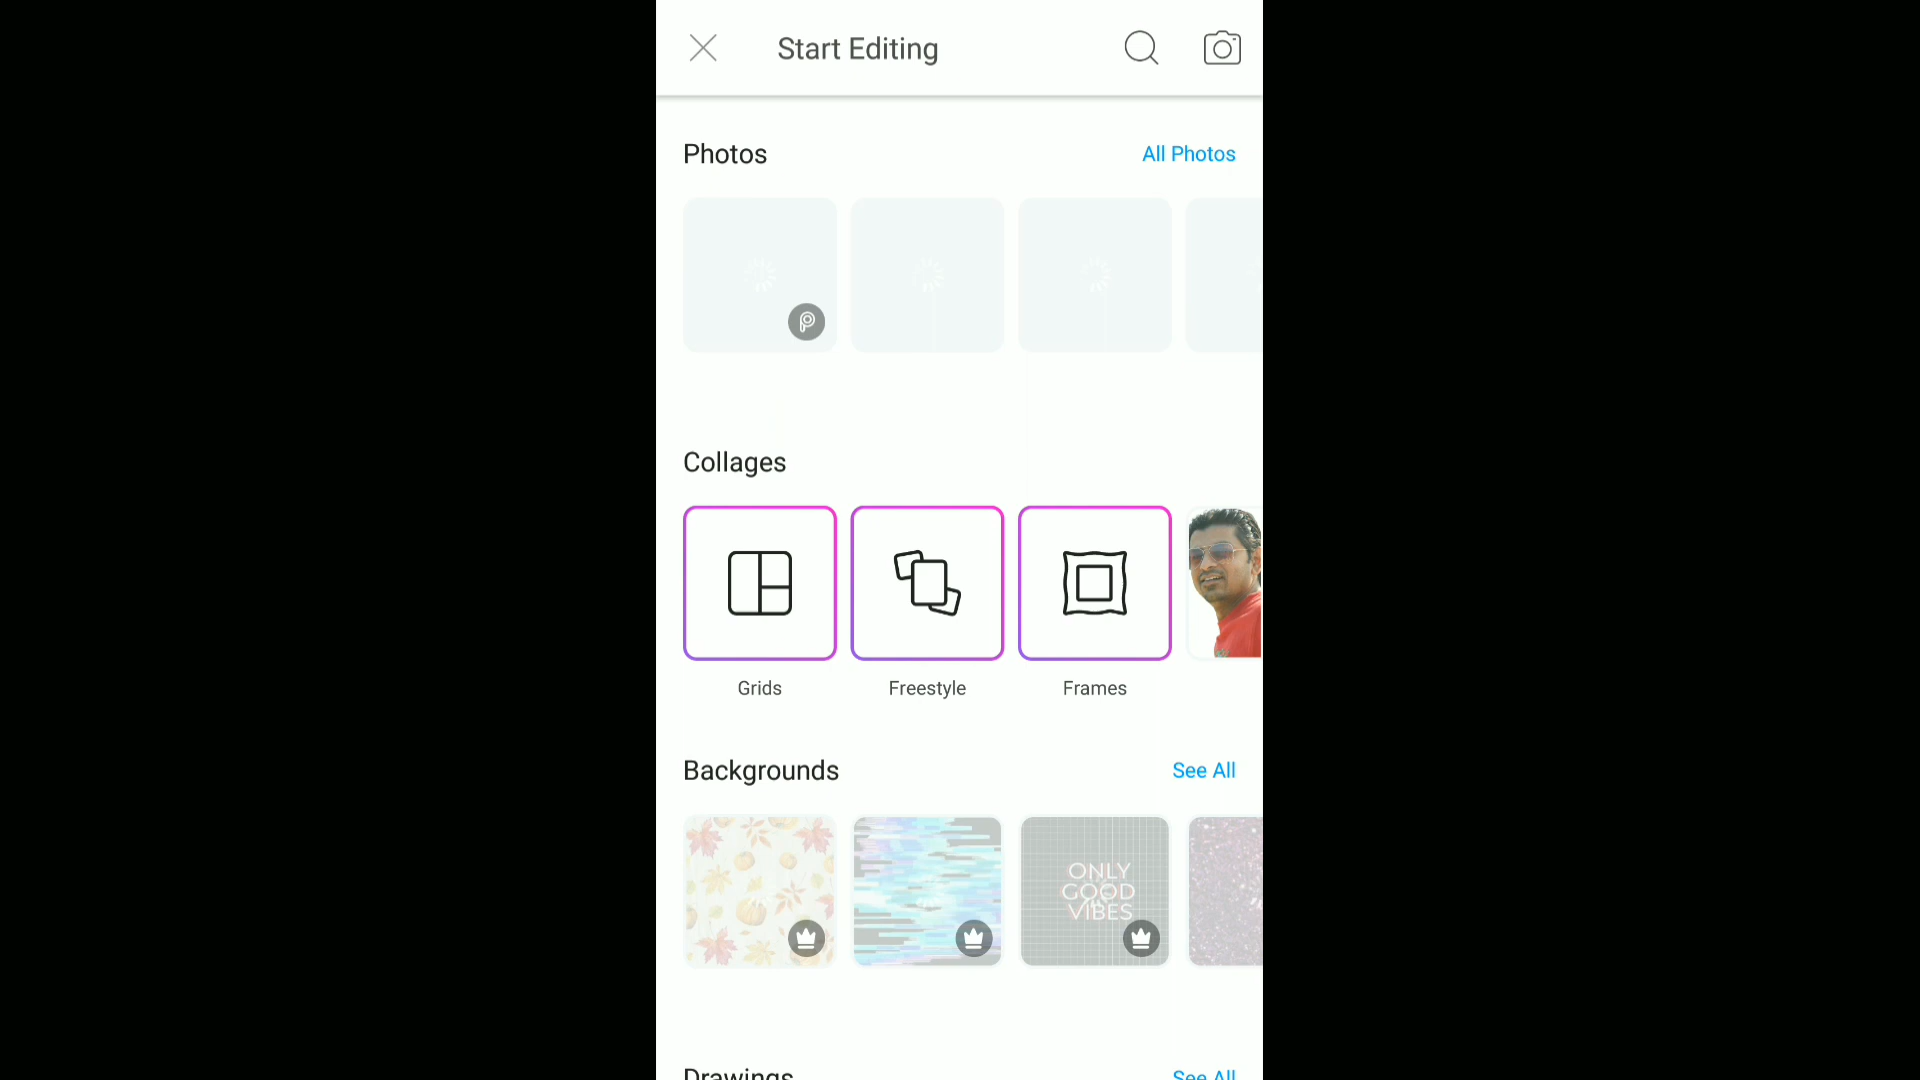 Start Editing
Photos
All Photos
Collages
Grids
Freestyle
Frames
Backgrounds
See All
ONLY
GOOD
VIBES
Drawings
See All